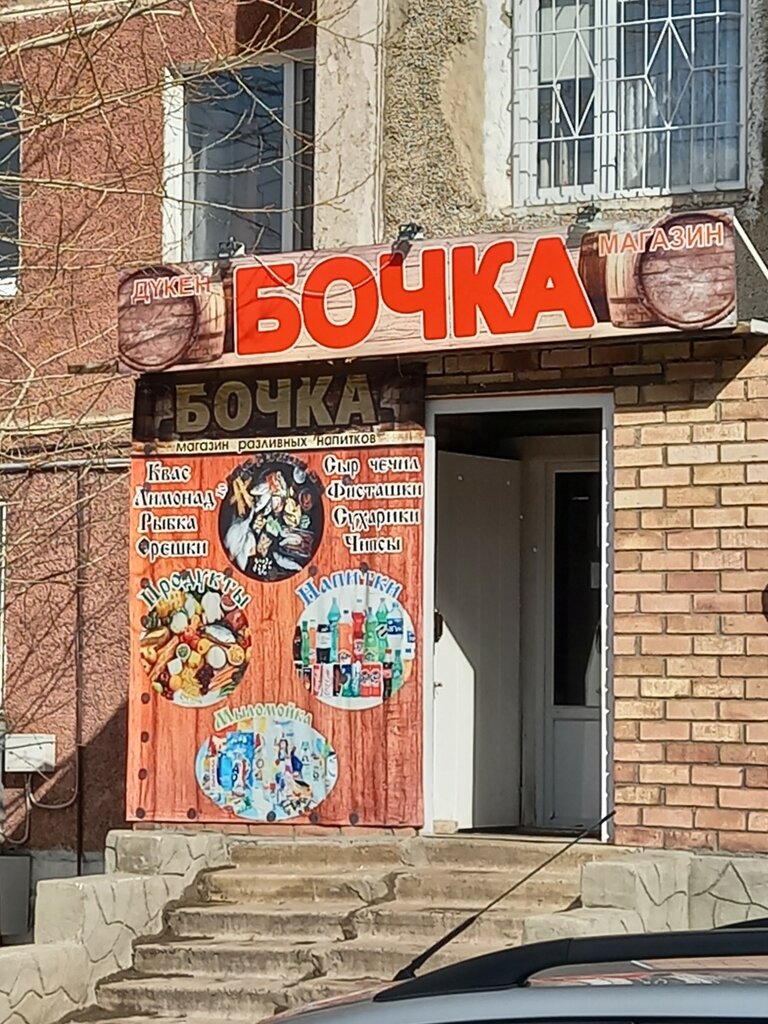 ДҮКЕН
БОЧКА
МАГАЗИН
БОЧКА
магазин разливных напитков
Квас
Лимонад
Рыбка
Орешки
Сыр чечил
Фисташки
Сухарики
Чипсы
Продукты
Напитки
Мыломойка